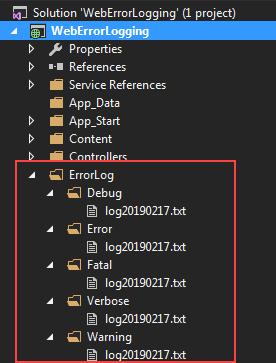 Solution 'WebErrorLogging' (1 project)
WebErrorLogging
Properties
References
Service References
App_Data
App_Start
Content
Controllers
ErrorLog
Debug
log20190217.txt
Error
log20190217.txt
Fatal
log20190217.txt
Verbose
log20190217.txt
Warning
log20190217.txt